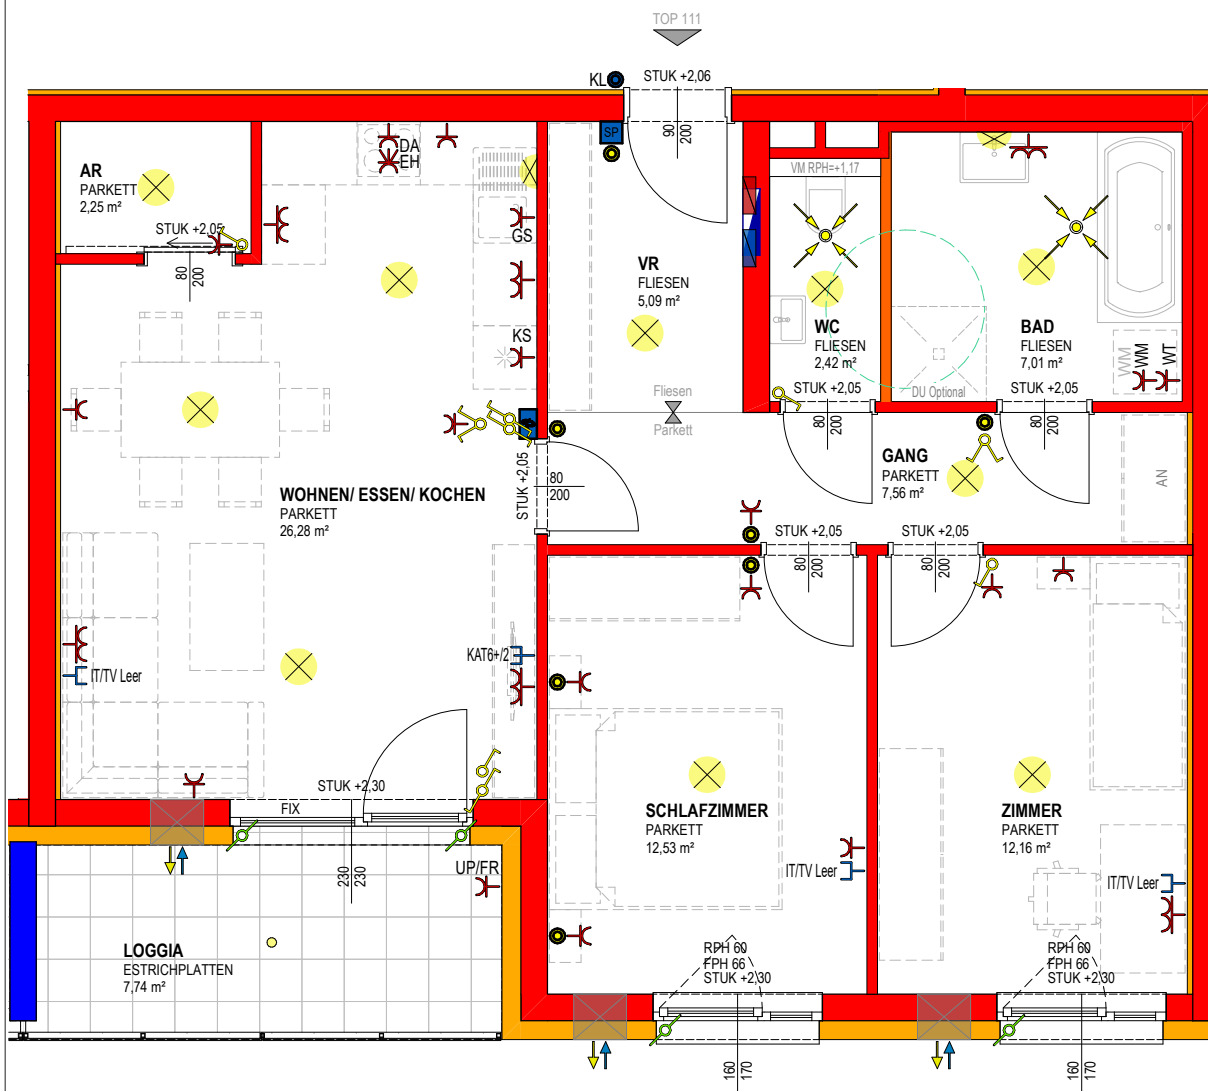 TOP 111
KL
STUK +2,06
90
200
SP
DA
EH
VM RPH=+1,17
AR
PARKETT
2,25 m²
STUK +2,05
80
200
GS
KS
VR
FLIESEN
5,09 m²
WC
FLIESEN
2,42 m²
BAD
FLIESEN
7,01 m²
WM
WM
WT
DU Optional
STUK +2,05
80
200
STUK +2,05
80
200
Fliesen
Parkett
GANG
PARKETT
7,56 m²
AN
STUK +2,05
80
200
WOHNEN/ ESSEN/ KOCHEN
PARKETT
26,28 m²
STUK +2,05
80
200
STUK +2,05
80
200
KAT6+/2
IT/TV Leer
STUK +2,30
FIX
230
230
SCHLAFZIMMER
PARKETT
12,53 m²
ZIMMER
PARKETT
12,16 m²
IT/TV Leer
IT/TV Leer
UP/FR
LOGGIA
ESTRICHPLATTEN
7,74 m²
RPH 60
FPH 66
STUK +2,30
RPH 60
FPH 66
STUK +2,30
160
170
160
170